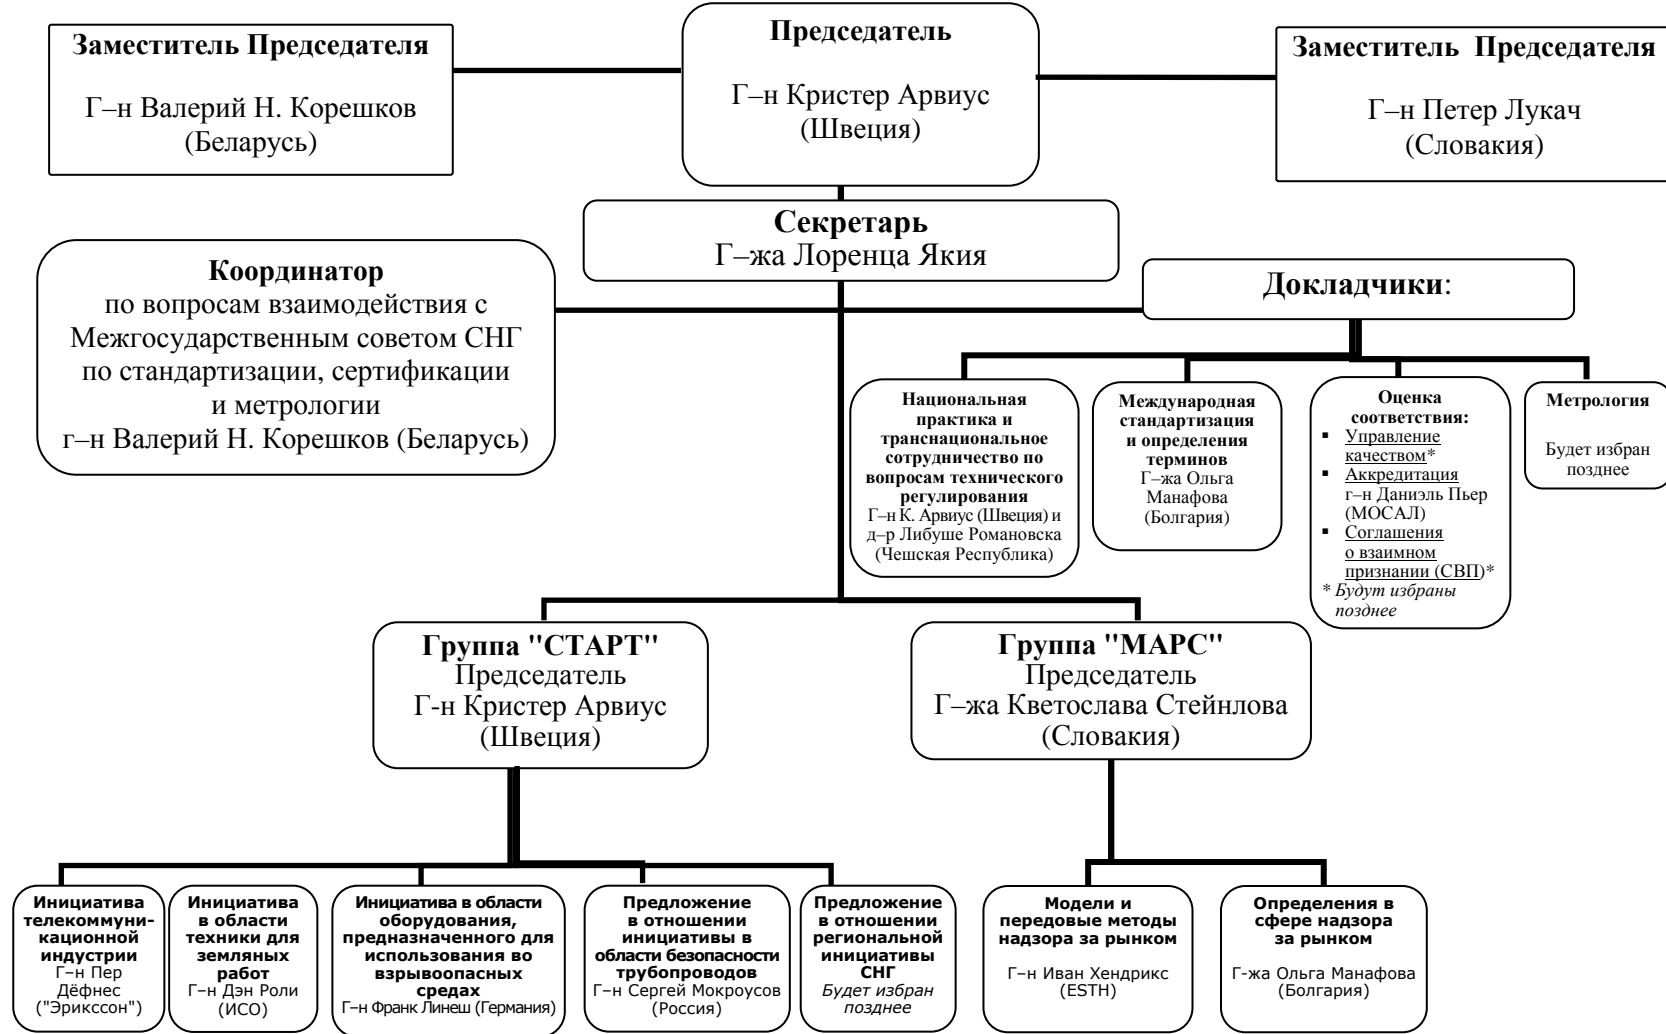 Заместитель Председателя
Г–н Валерий Н. Корешков
(Беларусь)
Председатель
Г–н Кристер Арвиус
(Швеция)
Заместитель Председателя
Г–н Петер Лукач
(Словакия)
Секретарь
Г–жа Лоренца Якия
Координатор
по вопросам взаимодействия с
Межгосударственным советом СНГ
по стандартизации, сертификации
и метрологии
г–н Валерий Н. Корешков (Беларусь)
Докладчики:
Национальная
практика и
транснациональное
сотрудничество по
вопросам технического
регулирования
Г–н К. Арвиус (Швеция) и
д–р Либуше Романовска
(Чешская Республика)
Международная
стандартизация
и определения
терминов
Г–жа Ольга
Манафова
(Болгария)
Оценка
соответствия:
▪ Управление
качеством*
▪ Аккредитация
г–н Даниэль Пьер
(МОСАЛ)
▪ Соглашения
о взаимном
признании (СВП)*
* Будут избраны
позднее
Метрология
Будет избран
позднее
Группа "СТАРТ"
Председатель
Г-н Кристер Арвиус
(Швеция)
Группа "МАРС"
Председатель
Г–жа Кветослава Стейнлова
(Словакия)
Инициатива
телекоммуни-
кационной
индустрии
Г–н Пер
Дёфнес
("Эрикссон")
Инициатива
в области
техники для
земляных
работ
Г–н Дэн Роли
(ИСО)
Инициатива в области
оборудования,
предназначенного для
использования во
взрывоопасных
средах
Г–н Франк Линеш (Германия)
Предложение
в отношении
инициативы в
области безопасности
трубопроводов
Г–н Сергей Мокроусов
(Россия)
Предложение
в отношении
региональной
инициативы
СНГ
Будет избран
позднее
Модели и
передовые методы
надзора за рынком
Г–н Иван Хендрикс
(ESTH)
Определения в
сфере надзора
за рынком
Г-жа Ольга Манафова
(Болгария)